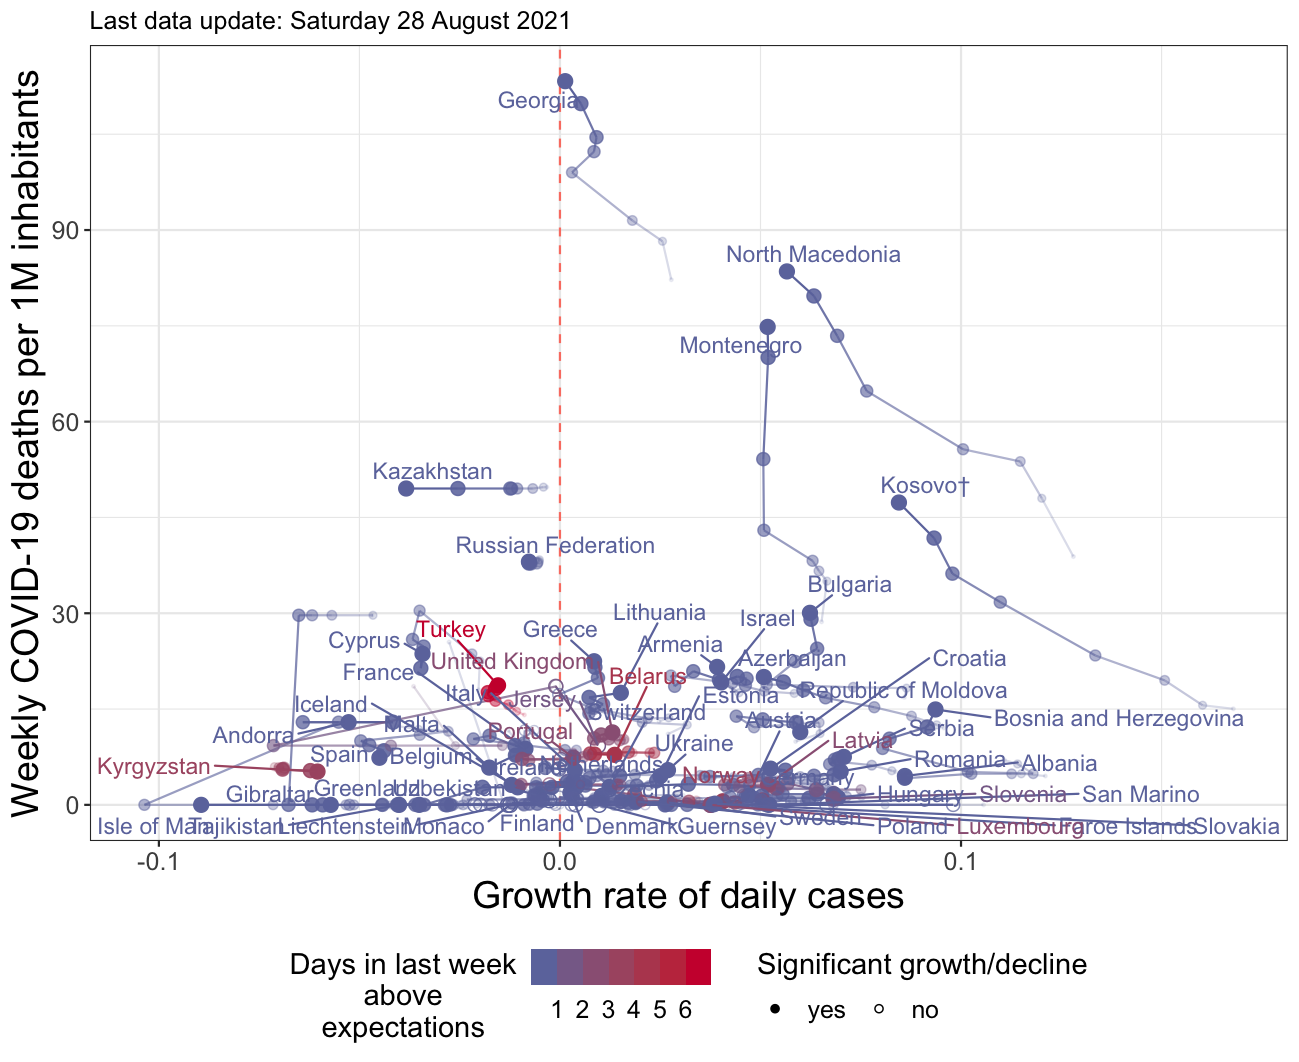 Last data update: Saturday 28 August 2021
Weekly COVID-19 deaths per 1M inhabitants
90
60
30
0
Georgia
North Macedonia
Montenegro
Kazakhstan
Kosovo†
Russian Federation
Bulgaria
Lithuania
Turkey
Greece
Israel
Cyprus
Armenia
United Kingdom
Azerbaijan
Croatia
France
Belarus
Italy
Jersey
Estonia
Republic of Moldova
Iceland
Switzerland
Bosnia and Herzegovina
Andorra
Malta
Austria
Serbia
Portugal
Latvia
Spain
Belgium
Ukraine
Romania
Albania
Kyrgyzstan
Ireland
Norway
Gibraltar
Greenland
Uzbekistan
Hungary
Slovenia
San Marino
Isle of Man
Tajikistan
Liechtenstein
Monaco
Finland
Denmark
Guernsey
Sweden
Poland
Luxembourg
Faroe Islands
Slovakia
-0.1
0.0
0.1
Growth rate of daily cases
Days in last week
above
expectations
1 2 3 4 5 6
Significant growth/decline
yes
no